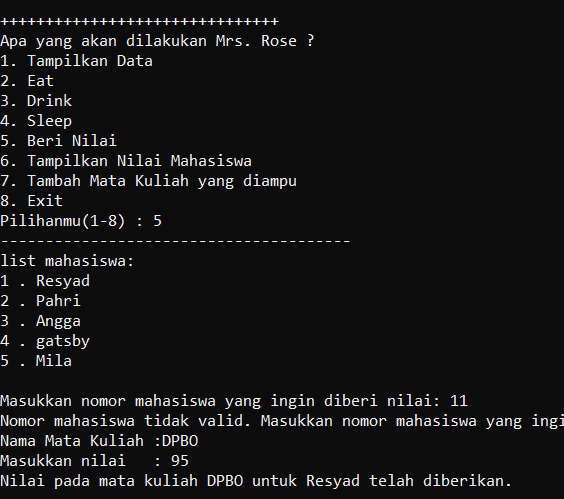 +++++++++++++++++++++++++++++++
Apa yang akan dilakukan Mrs. Rose ?
1. Tampilkan Data
2. Eat
3. Drink
4. Sleep
5. Beri Nilai
6. Tampilkan Nilai Mahasiswa
7. Tambah Mata Kuliah yang diampu
8. Exit
Pilihanmu(1-8) : 5
---------------------------------------
list mahasiswa:
1 . Resyad
2 . Pahri
3 . Angga
4 . gatsby
5 . Mila
Masukkan nomor mahasiswa yang ingin diberi nilai: 11
Nomor mahasiswa tidak valid. Masukkan nomor mahasiswa yang ingi
Nama Mata Kuliah :DPBO
Masukkan nilai   : 95
Nilai pada mata kuliah DPBO untuk Resyad telah diberikan.